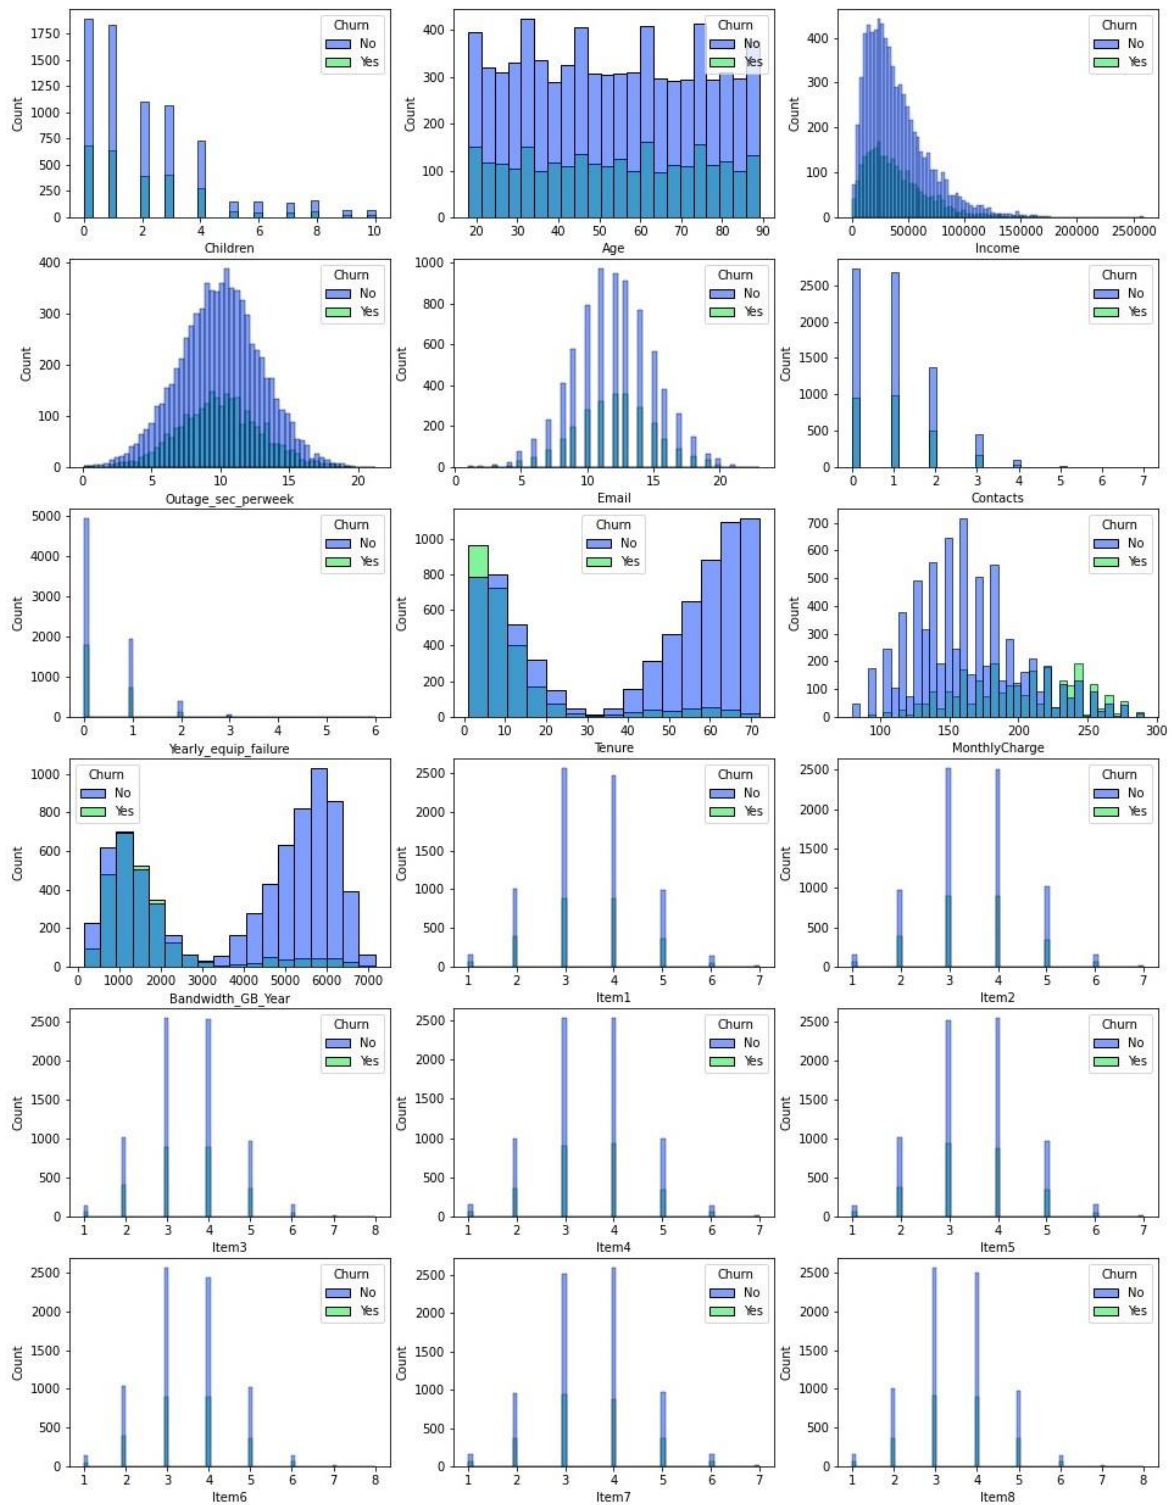 Churn
No
Yes
1750
1500
1250
1000
750
500
250
0
Count
0 2 4 6 8 10
Children
Churn
No
Yes
400
300
200
100
0
Count
20 30 40 50 60 70 80 90
Age
Churn
No
Yes
400
300
200
100
0
Count
0 50000 100000 150000 200000 250000
Income
Churn
No
Yes
400
300
200
100
0
Count
0 5 10 15 20
Outage_sec_perweek
Churn
No
Yes
1000
800
600
400
200
0
Count
5 10 15 20
Email
Churn
No
Yes
2500
2000
1500
1000
500
0
Count
0 1 2 3 4 5 6 7
Contacts
Churn
No
Yes
5000
4000
3000
2000
1000
0
Count
0 1 2 3 4 5 6
Yearly_equip_failure
Churn
No
Yes
1000
800
600
400
200
0
Count
0 10 20 30 40 50 60 70
Tenure
Churn
No
Yes
700
600
500
400
300
200
100
0
Count
100 150 200 250 300
MonthlyCharge
Churn
No
Yes
1000
800
600
400
200
0
Count
0 1000 2000 3000 4000 5000 6000 7000
Bandwidth_GB_Year
Churn
No
Yes
2500
2000
1500
1000
500
0
Count
1 2 3 4 5 6 7
Item1
Churn
No
Yes
2500
2000
1500
1000
500
0
Count
1 2 3 4 5 6 7
Item2
Churn
No
Yes
2500
2000
1500
1000
500
0
Count
1 2 3 4 5 6 7 8
Item3
Churn
No
Yes
2500
2000
1500
1000
500
0
Count
1 2 3 4 5 6 7
Item4
Churn
No
Yes
2500
2000
1500
1000
500
0
Count
1 2 3 4 5 6 7
Item5
Churn
No
Yes
2500
2000
1500
1000
500
0
Count
1 2 3 4 5 6 7 8
Item6
Churn
No
Yes
2500
2000
1500
1000
500
0
Count
1 2 3 4 5 6 7
Item7
Churn
No
Yes
2500
2000
1500
1000
500
0
Count
1 2 3 4 5 6 7 8
Item8